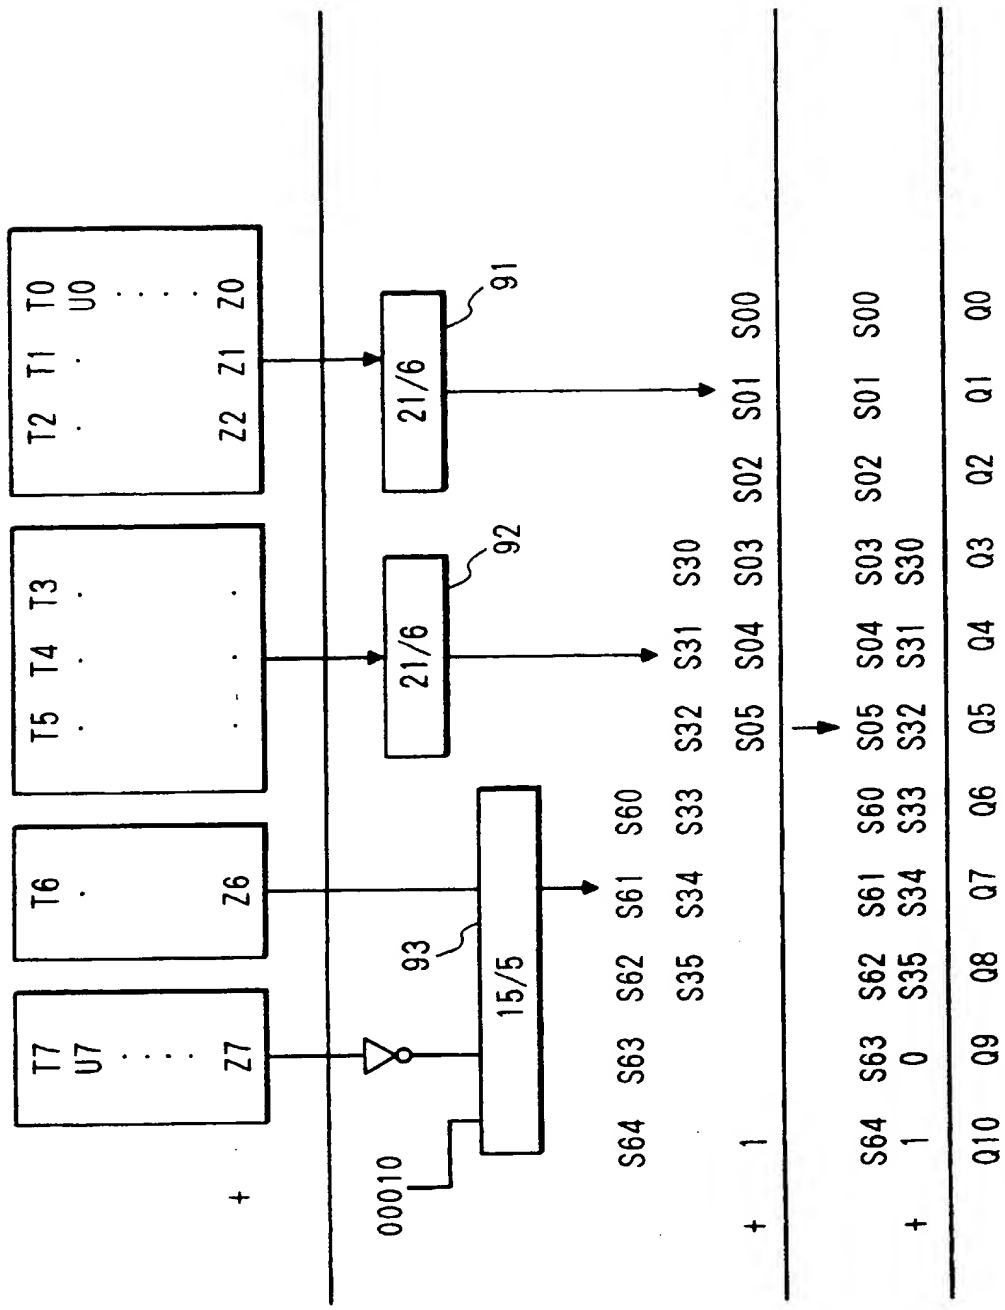 T7 T6 T5 T4 T3 T2 T1 T0
U7 . . . . . U0
+ Z7 Z6 . . . Z2 Z1 Z0
00010 93 21/6 92 21/6 91
15/5
S64 S63 S62 S61 S60
S35 S34 S33 S32 S31 S30
+ 1 S05 S04 S03 S02 S01 S00
S64 S63 S62 S61 S60 S05 S04 S03 S02 S01 S00
+ 1 0 S35 S34 S33 S32 S31 S30
Q10 Q9 Q8 Q7 Q6 Q5 Q4 Q3 Q2 Q1 Q0